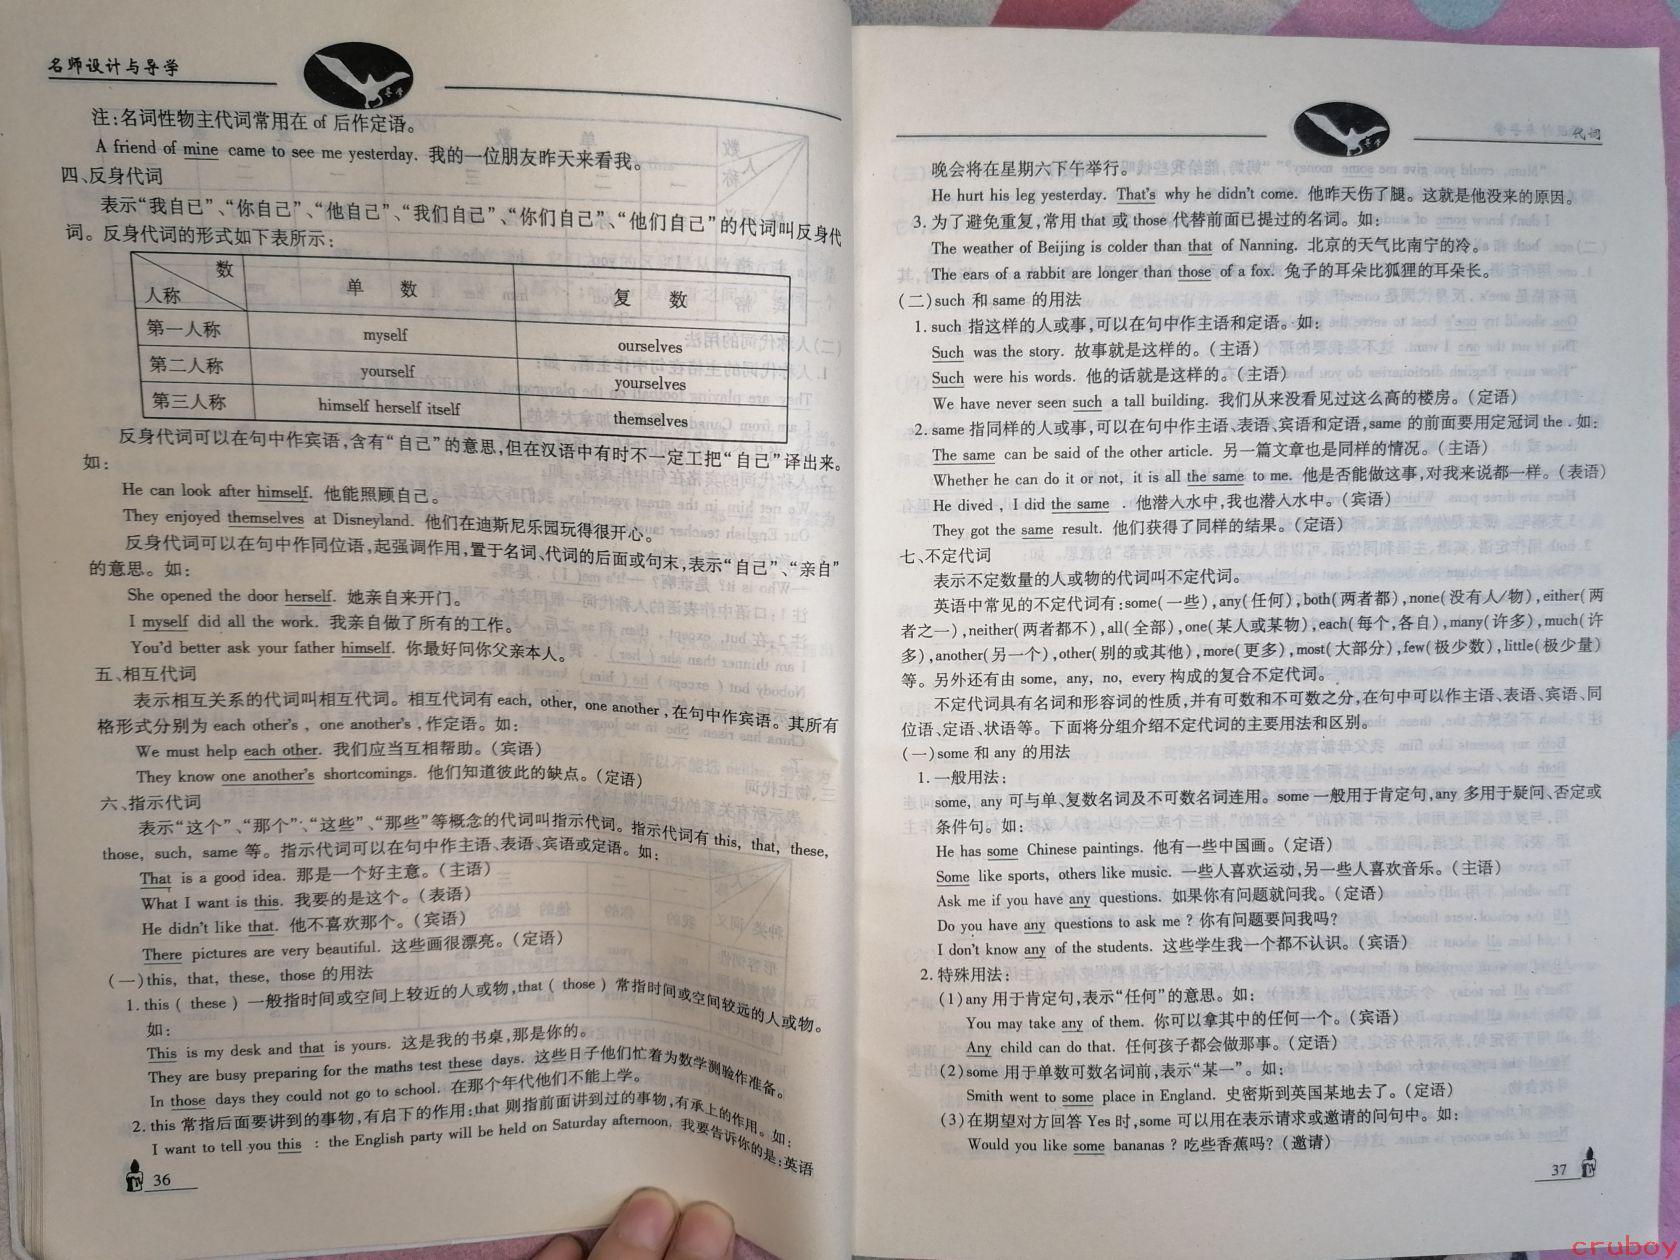 名师设计与导学
导学
注:名词性物主代词常用在 of 后作定语。
A friend of mine came to see me yesterday. 我的一位朋友昨天来看我。
四、反身代词
表示“我自己”、“你自己”、“他自己”、“我们自己”、“你们自己”、“他们自己”的代词叫反身代
词。反身代词的形式如下表所示:
数
人称
单 数
复 数
第一人称 myself ourselves
第二人称 yourself yourselves
第三人称 himself herself itself themselves
反身代词可以在句中作宾语,含有“自己”的意思,但在汉语中有时不一定工把“自己”译出来。
如:
He can look after himself. 他能照顾自己。
They enjoyed themselves at Disneyland. 他们在迪斯尼乐园玩得很开心。
反身代词可以在句中作同位语,起强调作用,置于名词、代词的后面或句末,表示“自己”、“亲自”
的意思。如:
She opened the door herself. 她亲自来开门。
I myself did all the work. 我亲自做了所有的工作。
You'd better ask your father himself. 你最好问你父亲本人。
五、相互代词
表示相互关系的代词叫相互代词。相互代词有 each, other, one another,在句中作宾语。其所有
格形式分别为 each other's , one another's ,作定语。如:
We must help each other. 我们应当互相帮助。(宾语)
They know one another's shortcomings. 他们知道彼此的缺点。(定语)
六、指示代词
表示“这个”、“那个”、“这些”、“那些”等概念的代词叫指示代词。指示代词有 this, that, these,
those, such, same 等。指示代词可以在句中作主语、表语、宾语或定语。如:
That is a good idea. 那是一个好主意。(主语)
What I want is this. 我要的是这个。(表语)
He didn't like that. 他不喜欢那个。(宾语)
There pictures are very beautiful. 这些画很漂亮。(定语)
(一)this, that, these, those 的用法
1. this ( these ) 一般指时间或空间上较近的人或物,that ( those ) 常指时间或空间较远的人或物。
如:
This is my desk and that is yours. 这是我的书桌,那是你的。
They are busy preparing for the maths test these days. 这些日子他们忙着为数学测验作准备。
In those days they could not go to school. 在那个年代他们不能上学。
2. this 常指后面要讲到的事物,有启下的作用;that 则指前面讲到过的事物,有承上的作用。如:
I want to tell you this : the English party will be held on Saturday afternoon. 我要告诉你的是:英语
36
代词
晚会将在星期六下午举行。
He hurt his leg yesterday. That's why he didn't come. 他昨天伤了腿。这就是他没来的原因。
3. 为了避免重复,常用 that 或 those 代替前面已提过的名词。如:
The weather of Beijing is colder than that of Nanning. 北京的天气比南宁的冷。
The ears of a rabbit are longer than those of a fox. 兔子的耳朵比狐狸的耳朵长。
(二)such 和 same 的用法
1. such 指这样的人或事,可以在句中作主语和定语。如:
Such was the story. 故事就是这样的。(主语)
Such were his words. 他的话就是这样的。(主语)
We have never seen such a tall building. 我们从来没看见过这么高的楼房。(定语)
2. same 指同样的人或事,可以在句中作主语、表语、宾语和定语,same 的前面要用定冠词 the . 如:
The same can be said of the other article. 另一篇文章也是同样的情况。(主语)
Whether he can do it or not, it is all the same to me. 他是否能做这事,对我来说都一样。(表语)
He dived , I did the same . 他潜入水中,我也潜入水中。(宾语)
They got the same result. 他们获得了同样的结果。(定语)
七、不定代词
表示不定数量的人或物的代词叫不定代词。
英语中常见的不定代词有:some(一些),any(任何),both(两者都),none(没有人/物),either(两
者之一),neither(两者都不),all(全部),one(某人或某物),each(每个,各自),many(许多),much(许
多),another(另一个),other(别的或其他),more(更多),most(大部分),few(极少数),little(极少量)
等。另外还有由 some, any, no, every 构成的复合不定代词。
不定代词具有名词和形容词的性质,并有可数和不可数之分,在句中可以作主语、表语、宾语、同
位语、定语、状语等。下面将分组介绍不定代词的主要用法和区别。
(一)some 和 any 的用法
1. 一般用法:
some, any 可与单、复数名词及不可数名词连用。some 一般用于肯定句,any 多用于疑问、否定或
条件句。如:
He has some Chinese paintings. 他有一些中国画。(定语)
Some like sports, others like music. 一些人喜欢运动,另一些人喜欢音乐。(主语)
Ask me if you have any questions. 如果你有问题就问我。(定语)
Do you have any questions to ask me ? 你有问题要问我吗?
I don't know any of the students. 这些学生我一个都不认识。(宾语)
2. 特殊用法:
(1)any 用于肯定句,表示“任何”的意思。如:
You may take any of them. 你可以拿其中的任何一个。(宾语)
Any child can do that. 任何孩子都会做那事。(定语)
(2)some 用于单数可数名词前,表示“某一”。如:
Smith went to some place in England. 史密斯到英国某地去了。(定语)
(3)在期望对方回答 Yes 时,some 可以用在表示请求或邀请的问句中。如:
Would you like some bananas ? 吃些香蕉吗?(邀请)
37
cruboy